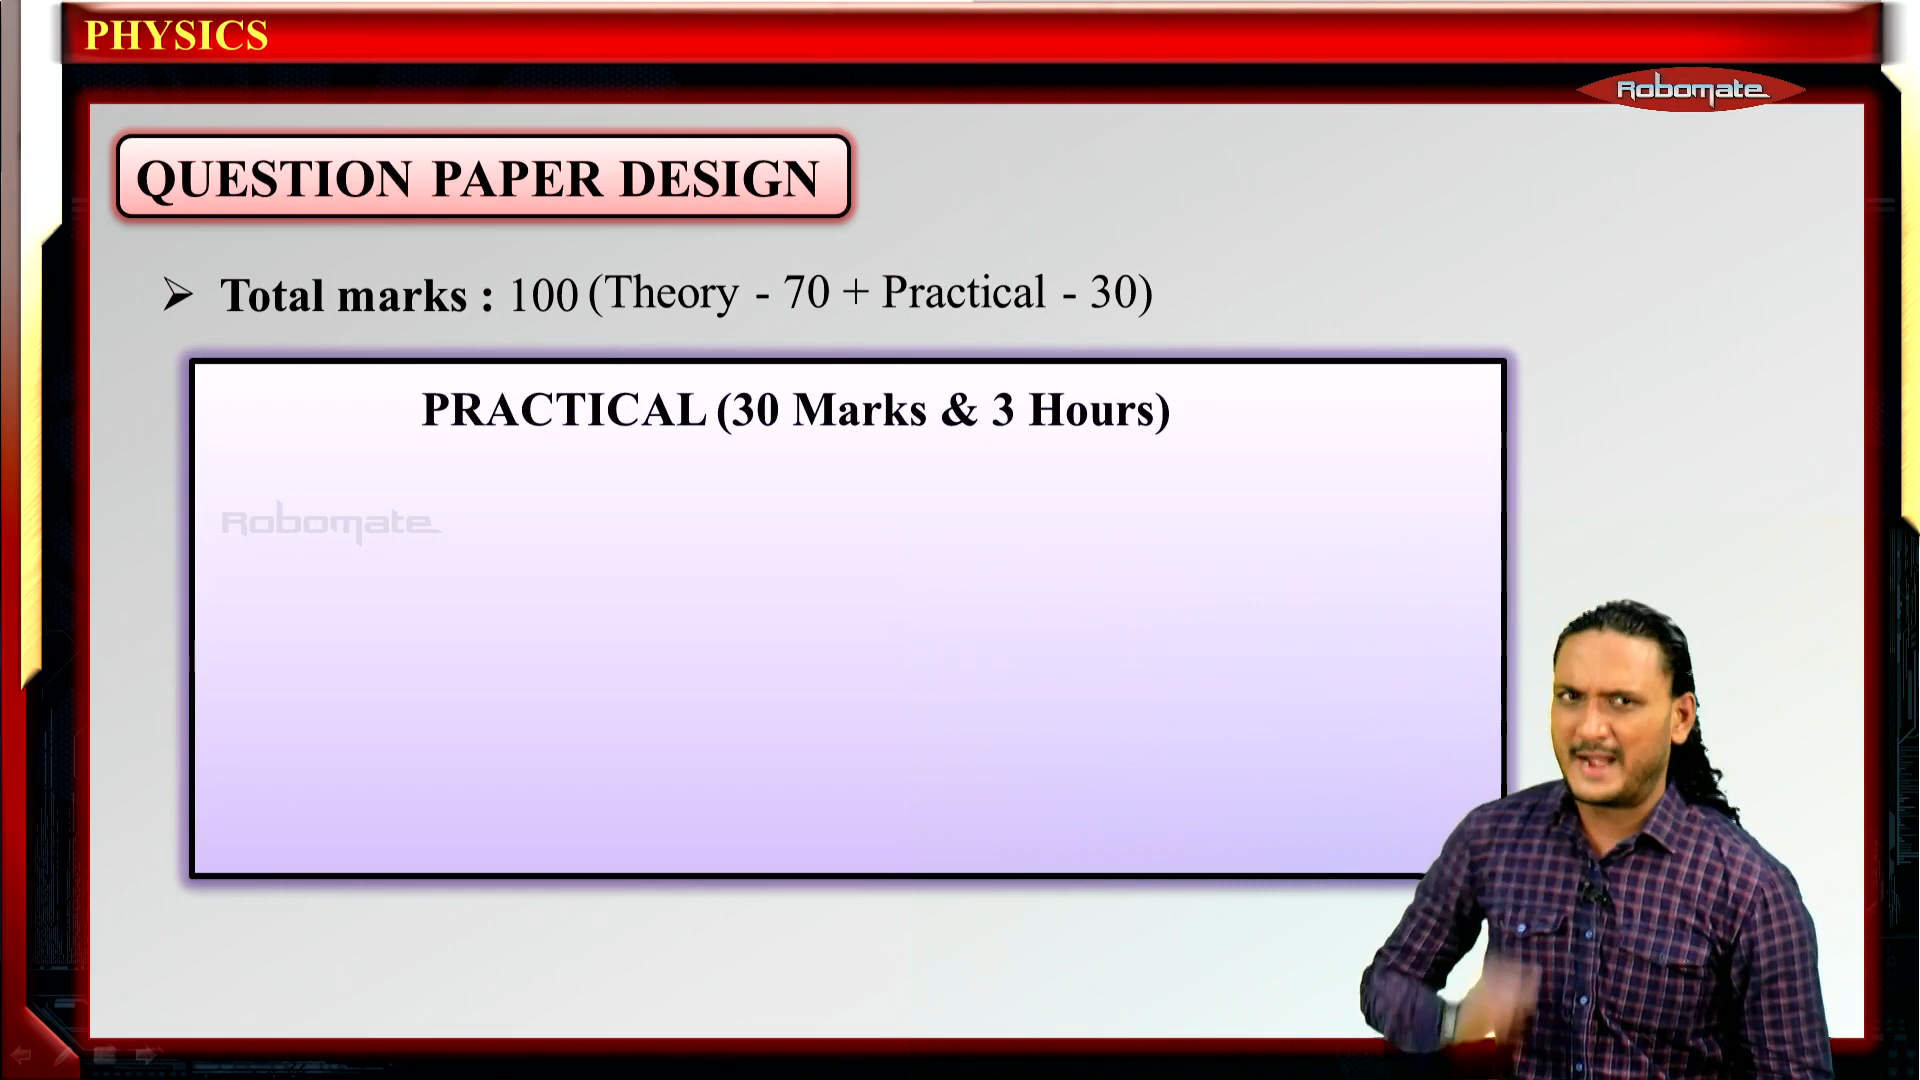 PHYSICS
Robomate
QUESTION PAPER DESIGN
➢ Total marks : 100 (Theory - 70 + Practical - 30)
PRACTICAL (30 Marks & 3 Hours)
Robomate